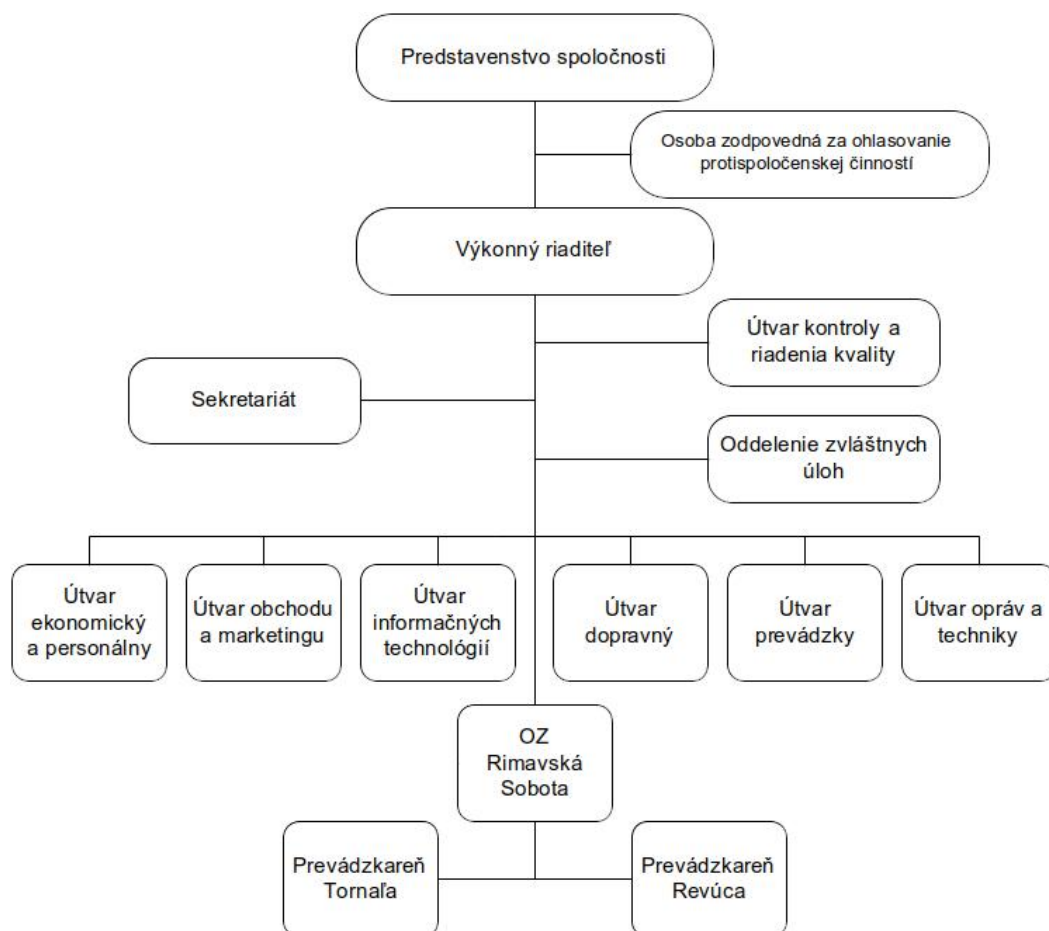 Predstavenstvo spoločnosti
Osoba zodpovedná za ohlasovanie
protispoločenskej činností
Výkonný riaditeľ
Útvar kontroly a
riadenia kvality
Sekretariát
Oddelenie zvláštnych
úloh
Útvar
ekonomický
a personálny
Útvar obchodu
a marketingu
Útvar
informačných
technológií
Útvar
dopravný
Útvar
prevádzky
Útvar opráv a
techniky
OZ
Rimavská
Sobota
Prevádzkareň
Tornaľa
Prevádzkareň
Revúca